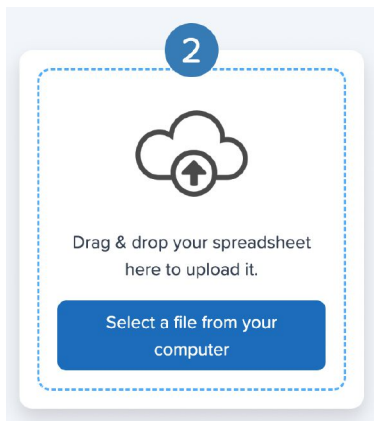 2
Drag & drop your spreadsheet
here to upload it.
Select a file from your
computer